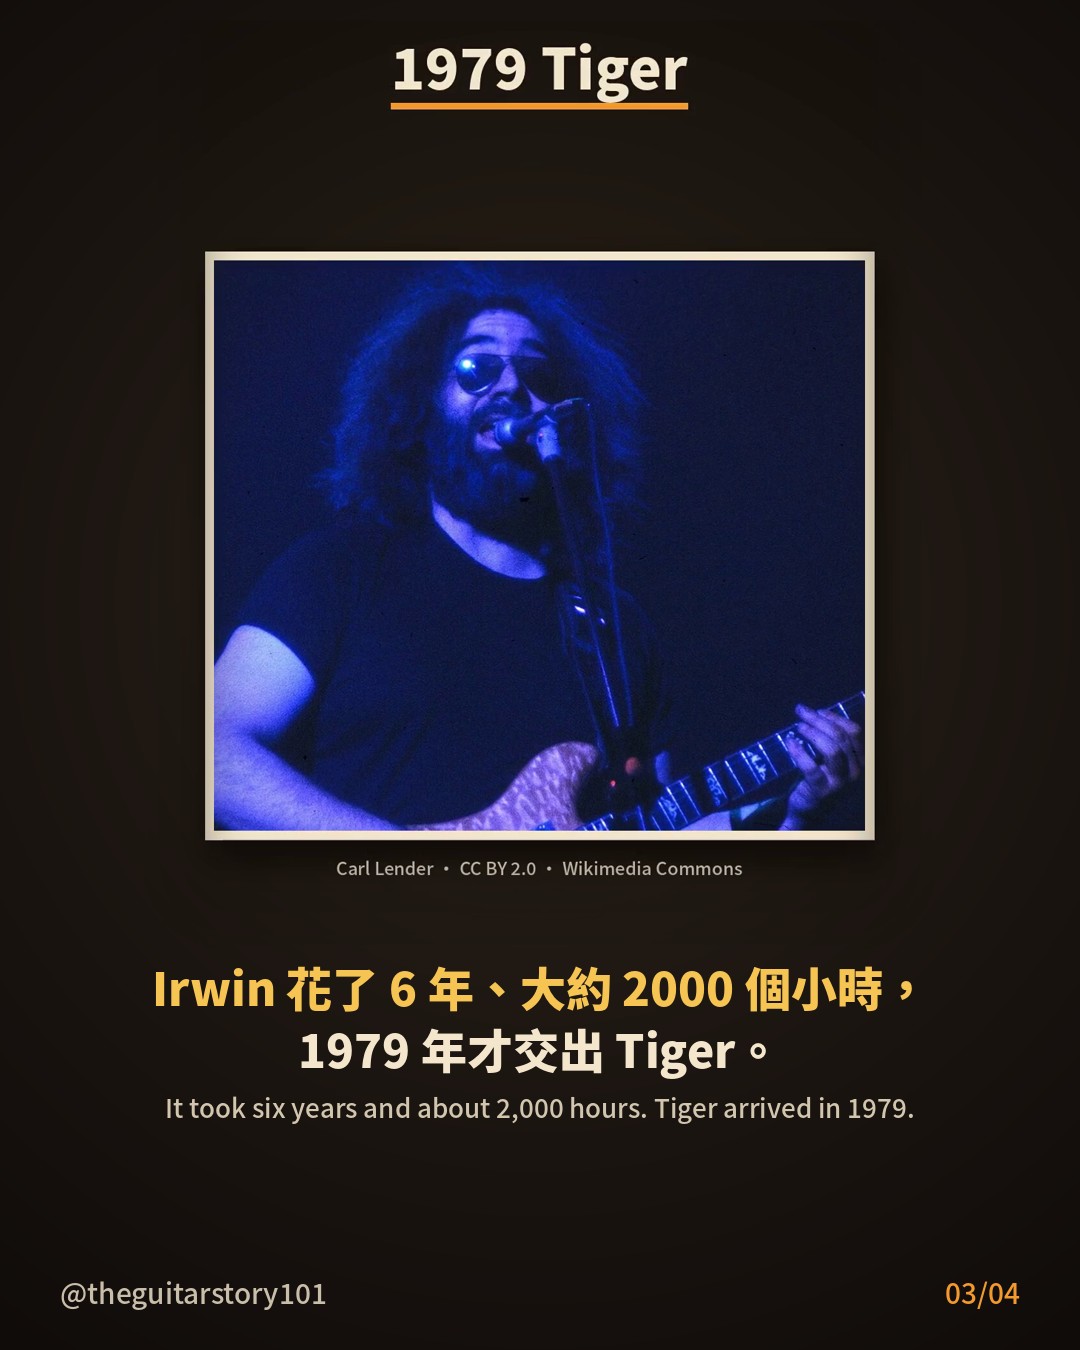 1979 Tiger
Carl Lender • CC BY 2.0 • Wikimedia Commons
Irwin 花了 6 年、大約 2000 個小時，
1979 年才交出 Tiger。
It took six years and about 2,000 hours. Tiger arrived in 1979.
@theguitarstory101
03/04